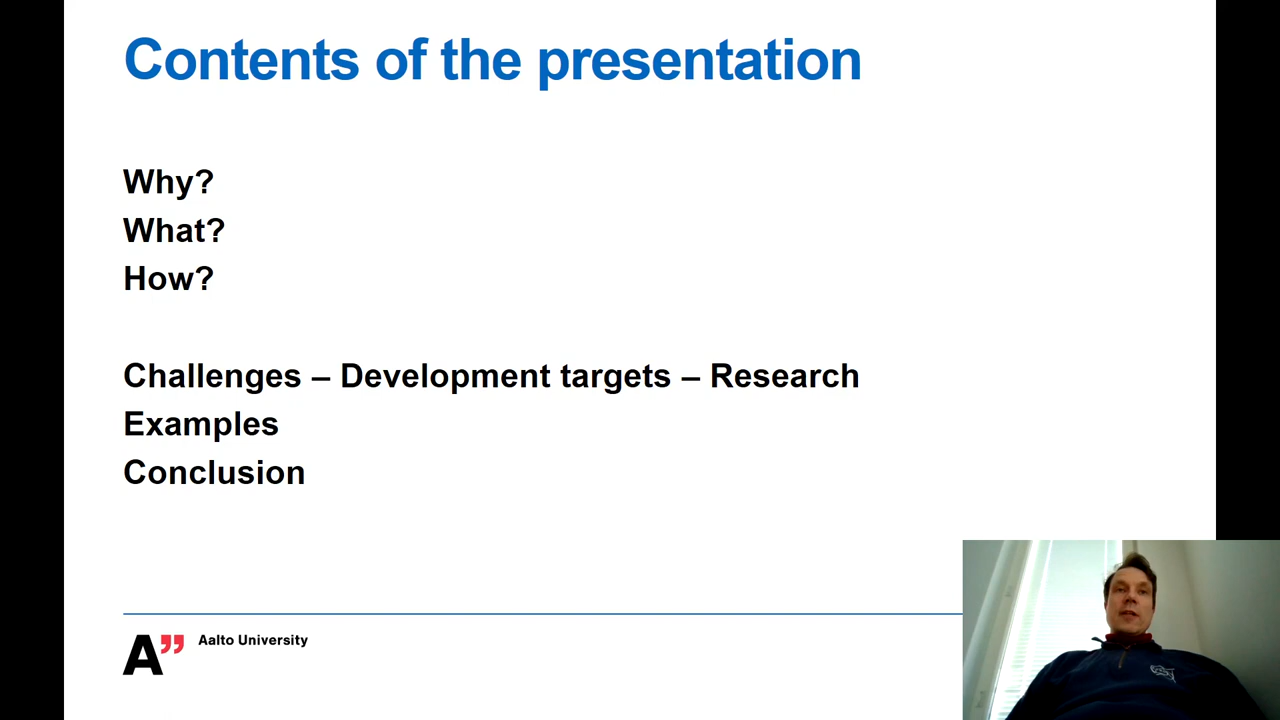 Contents of the presentation
Why?
What?
How?
Challenges – Development targets – Research
Examples
Conclusion
A”
Aalto University